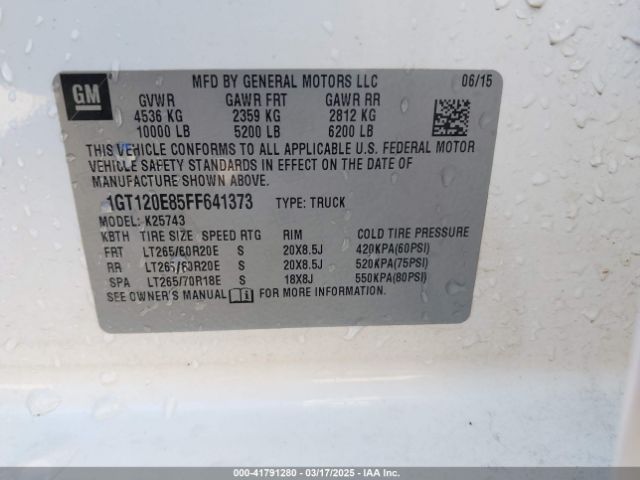 GM
MFD BY GENERAL MOTORS LLC 06/15
GVWR GAWR FRT GAWR RR
4536 KG 2359 KG 2812 KG
10000 LB 5200 LB 6200 LB
THIS VEHICLE CONFORMS TO ALL APPLICABLE U.S. FEDERAL MOTOR
VEHICLE SAFETY STANDARDS IN EFFECT ON THE DATE OF
MANUFACTURE SHOWN ABOVE.
1GT120E85FF641373 TYPE: TRUCK
MODEL: K25743
KBTH TIRE SIZE SPEED RTG RIM COLD TIRE PRESSURE
FRT LT265/60R20E S 20X8.5J 420KPA(60PSI)
RR LT265/60R20E S 20X8.5J 520KPA(75PSI)
SPA LT265/70R18E S 18X8J 550KPA(80PSI)
SEE OWNER'S MANUAL FOR MORE INFORMATION.
000-41791280 - 03/17/2025 - IAAI.COM